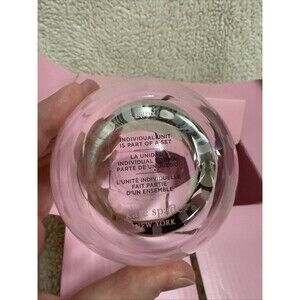 INDIVIDUAL UNIT
IS PART OF A SET
LA UNIDAD
INDIVIDUAL
PARTE DE UN
L'UNITÉ INDIVIDUELLE
FAIT PARTIE
D'UN ENSEMBLE
NEW YORK